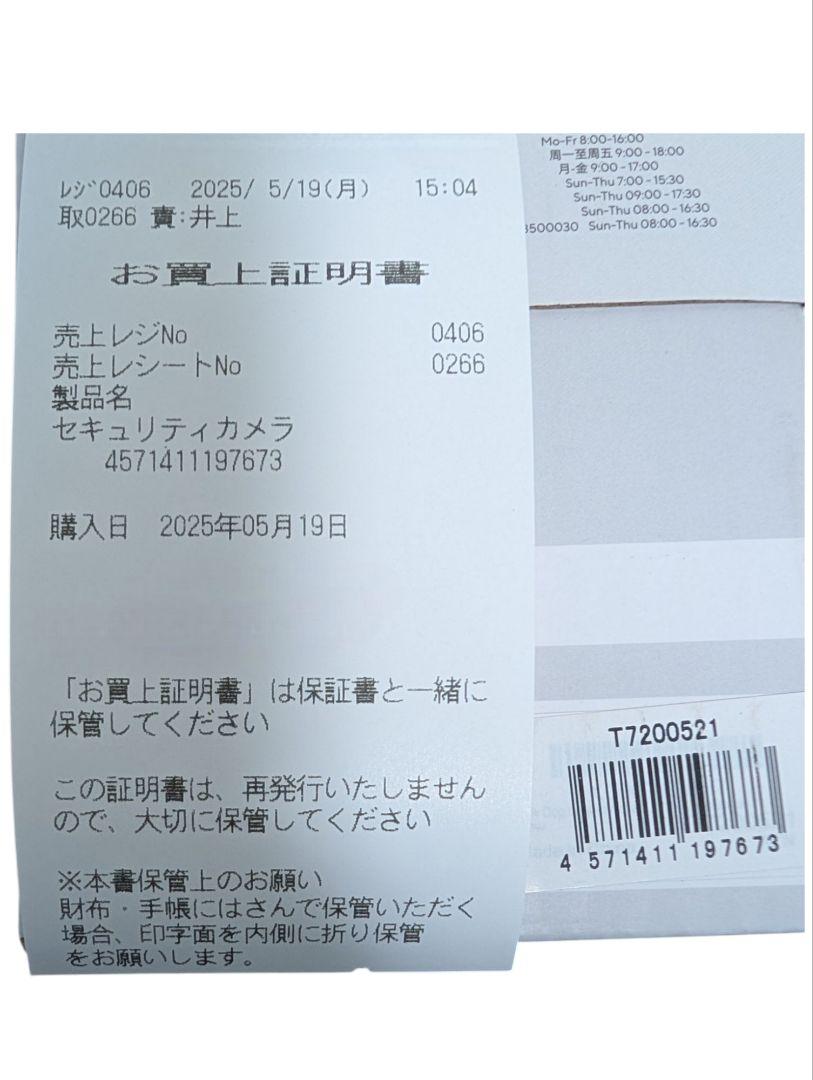 ﾚｼﾞ0406 2025/ 5/19(月) 15:04
取0266 責:井上
お買上証明書
売上レジNo 0406
売上レシートNo 0266
製品名
セキュリティカメラ
4571411197673
購入日 2025年05月19日
「お買上証明書」は保証書と一緒に
保管してください
この証明書は、再発行いたしません
ので、大切に保管してください
※本書保管上のお願い
財布・手帳にはさんで保管いただく
場合、印字面を内側に折り保管
をお願いします。
Mo-Fr 8:00-16:00
周一至周五 9:00-18:00
月-金 9:00-17:00
Sun-Thu 7:00-15:30
Sun-Thu 09:00-17:30
Sun-Thu 08:00-16:30
3500030 Sun-Thu 08:00-16:30
T7200521
4 571411 197673